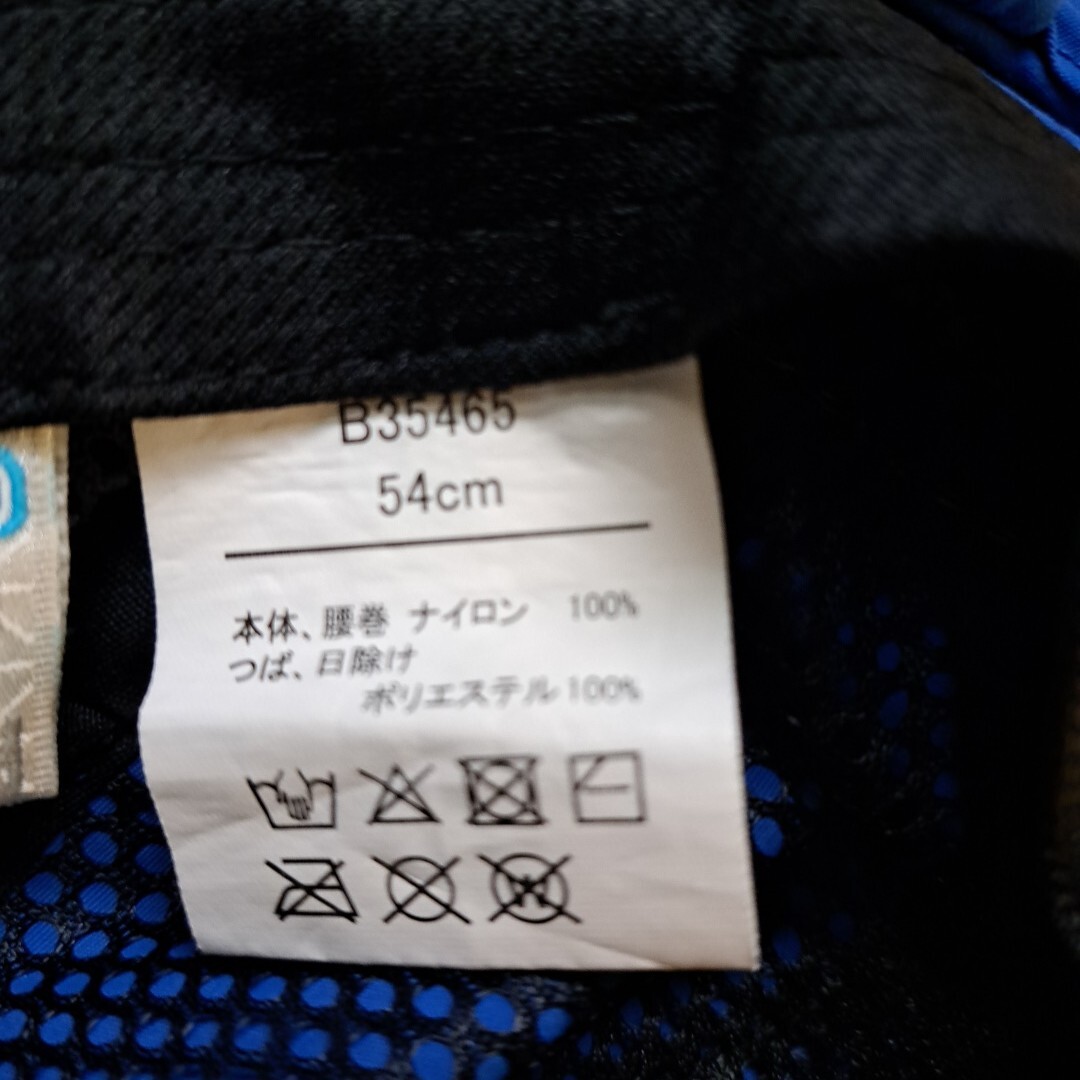 B35465
54cm
本体、腰巻 ナイロン 100%
つば、日除け
ポリエステル 100%